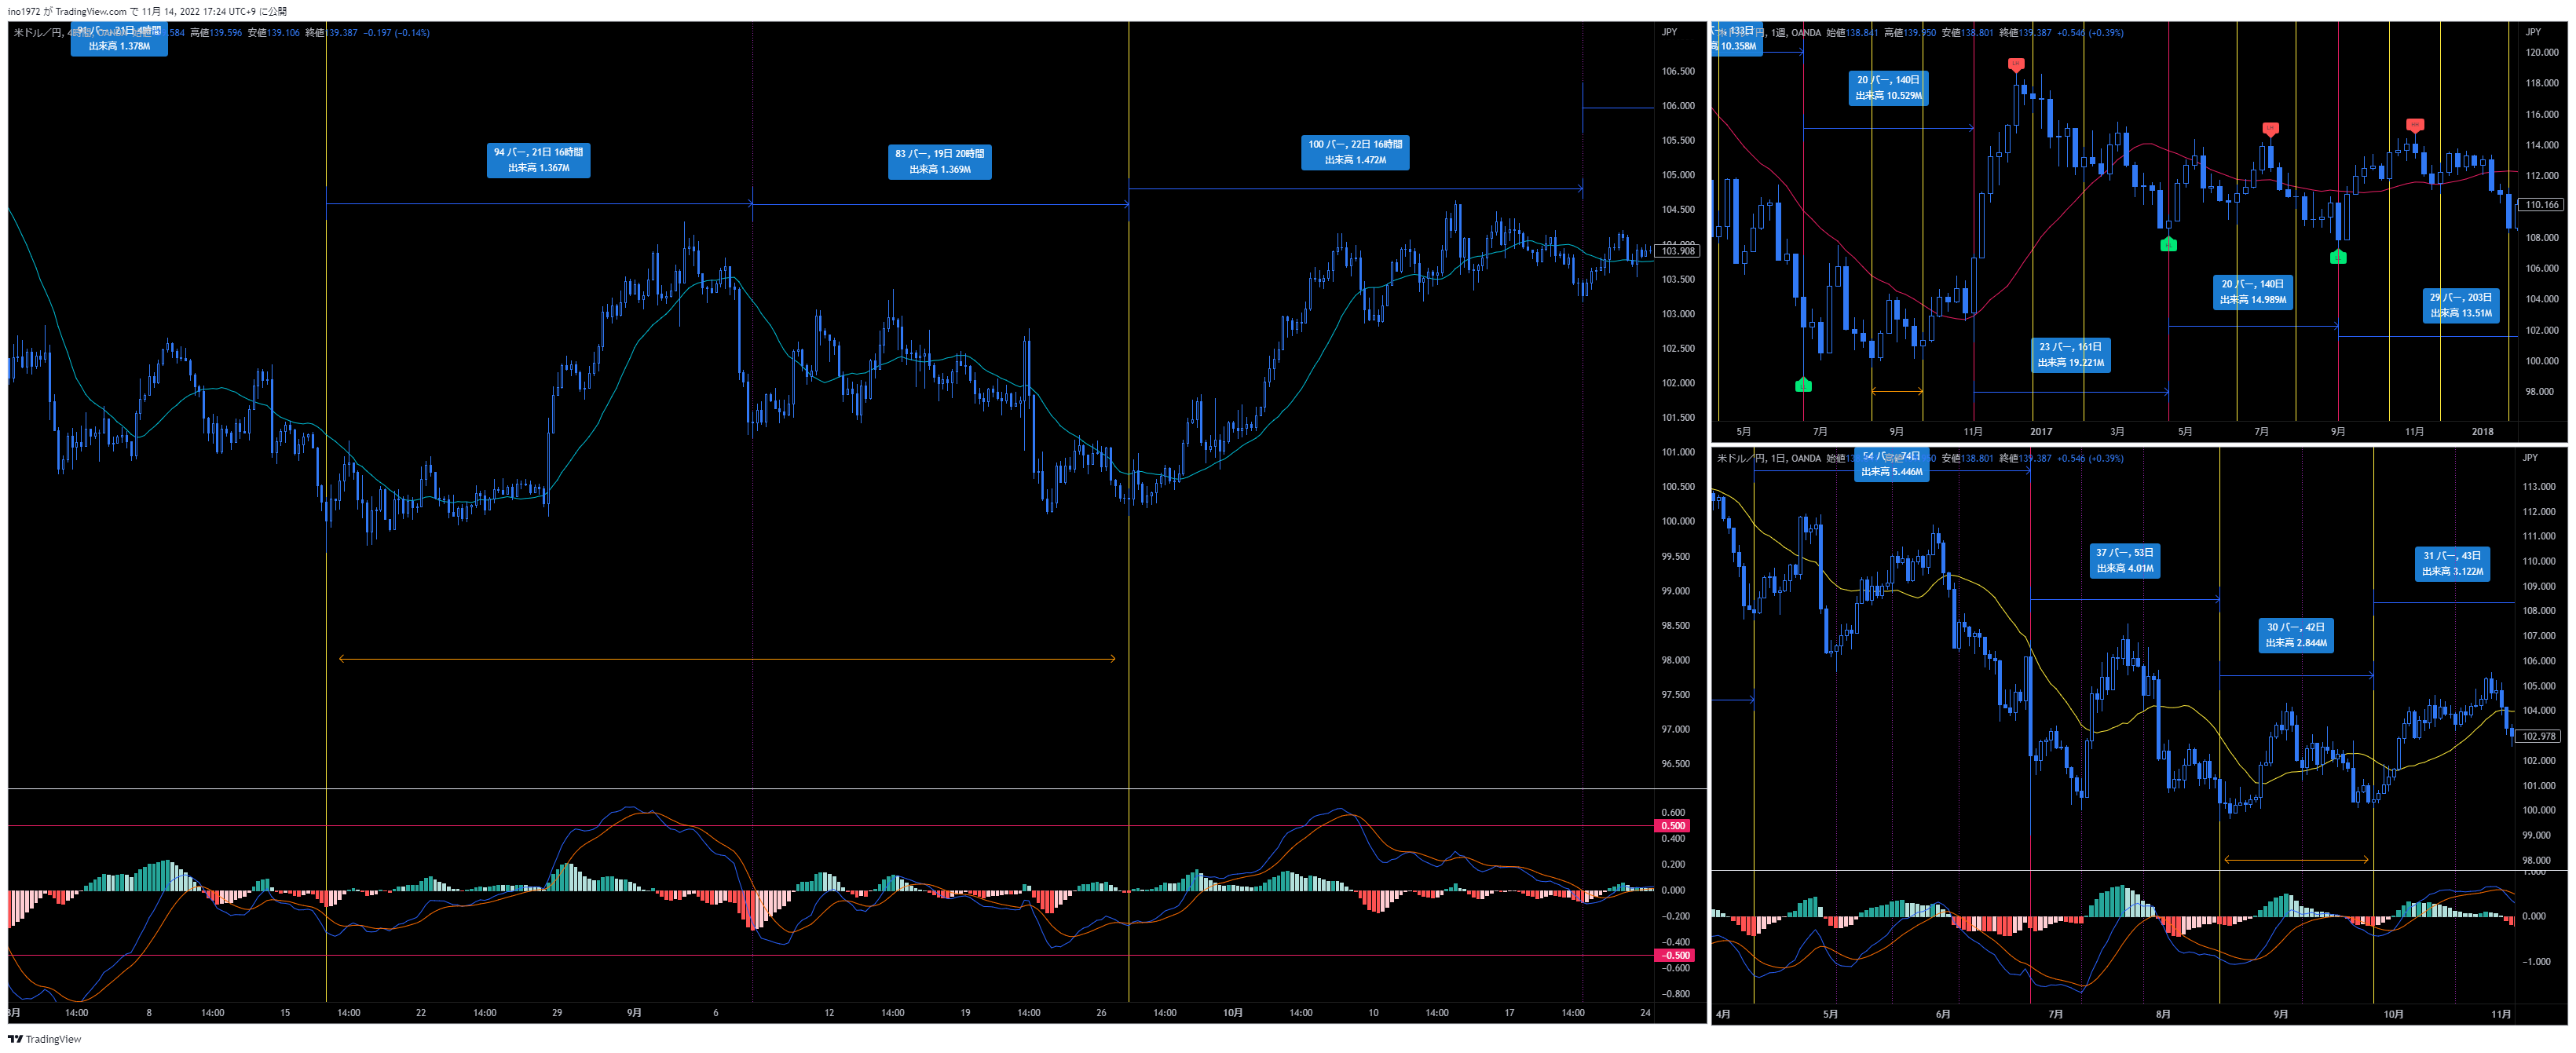 ino1972 が TradingView.com で 11月 14, 2022 17:24 UTC+9 に公開
米ドル／円, 4時間, OANDA 高値139.596 安値139.106 終値139.387 −0.197 (−0.14%)
出来高 1.378M
JPY
94 バー, 21日 16時間
出来高 1.367M
83 バー, 19日 20時間
出来高 1.369M
100 バー, 22日 16時間
出来高 1.472M
106.500
106.000
105.500
105.000
104.500
103.908
103.500
103.000
102.500
102.000
101.500
101.000
100.500
100.000
99.500
99.000
98.500
98.000
97.500
97.000
96.500
0.600
0.500
0.400
0.200
0.000
−0.200
−0.400
−0.500
−0.600
−0.800
14:00 8 14:00 15 14:00 22 14:00 29 9月 6 12 14:00 19 14:00 26 14:00 10月 14:00 10 14:00 17 14:00 24
円, 1週, OANDA 始値138.841 高値139.950 安値138.801 終値139.387 +0.546 (+0.39%)
133日
10.358M
JPY
20 バー, 140日
出来高 10.529M
20 バー, 140日
出来高 14.989M
29 バー, 203日
出来高 13.51M
23 バー, 161日
出来高 19.221M
120.000
118.000
116.000
114.000
112.000
110.166
108.000
106.000
104.000
102.000
100.000
98.000
5月 7月 9月 11月 2017 3月 5月 7月 9月 11月 2018
米ドル／円, 1日, OANDA 安値138.801 終値139.387 +0.546 (+0.39%)
54 バー, 74日
出来高 5.446M
JPY
37 バー, 53日
出来高 4.01M
31 バー, 43日
出来高 3.122M
30 バー, 42日
出来高 2.844M
113.000
112.000
111.000
110.000
109.000
108.000
107.000
106.000
105.000
104.000
102.978
102.000
101.000
100.000
99.000
98.000
1.000
0.000
−1.000
4月 5月 6月 7月 8月 9月 10月 11月
TradingView